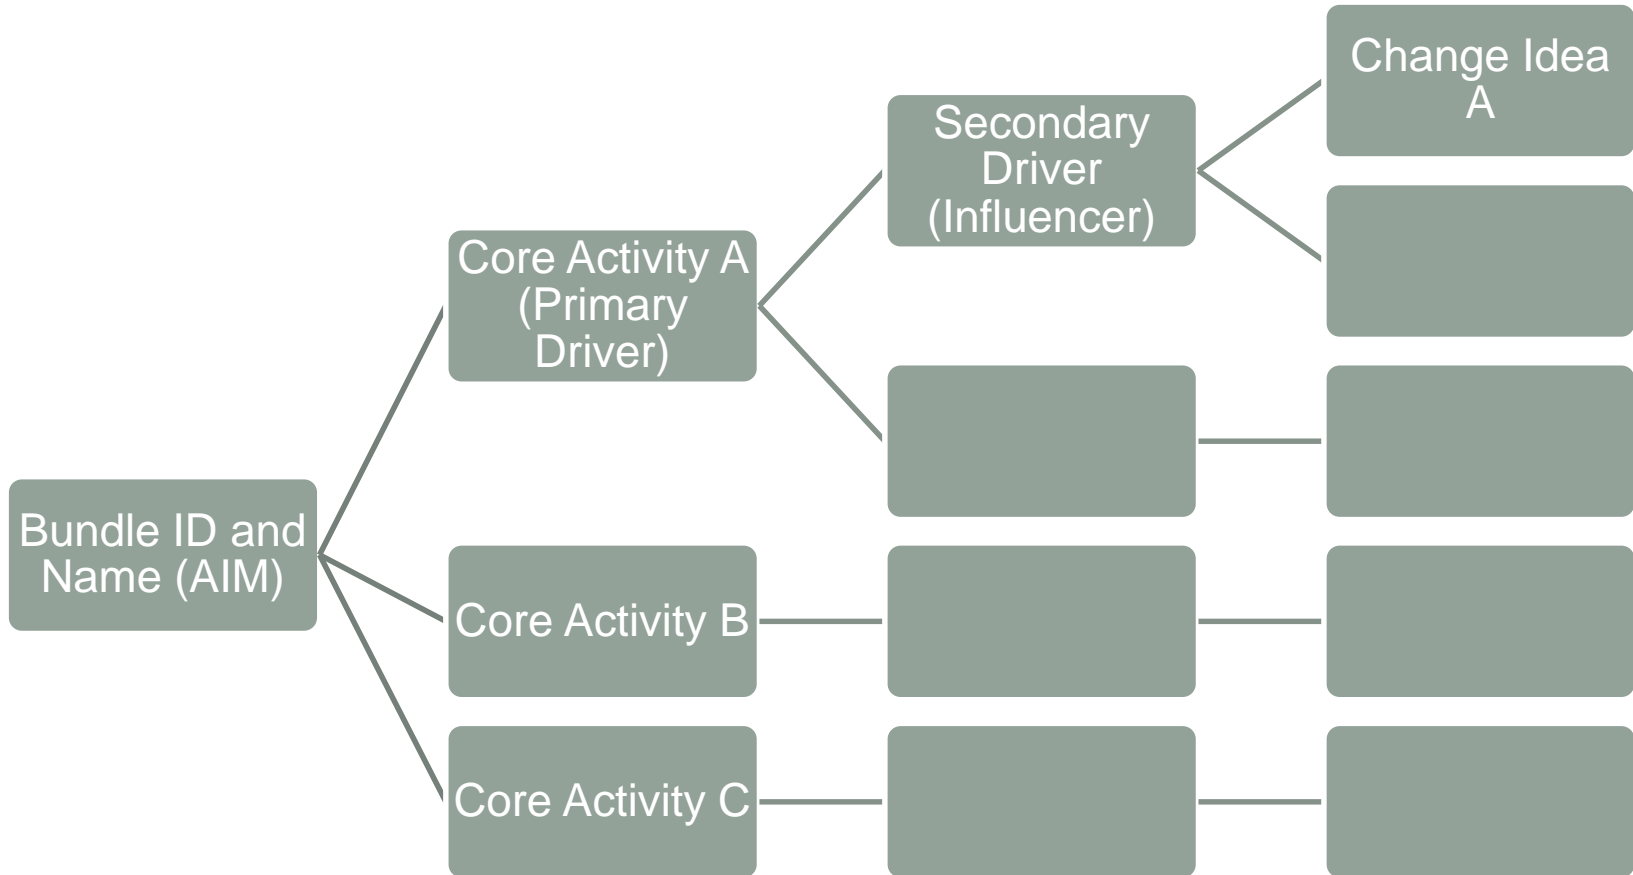 Change Idea
A
Secondary
Driver
(Influencer)
Core Activity A
(Primary
Driver)
Bundle ID and
Name (AIM)
Core Activity B
Core Activity C